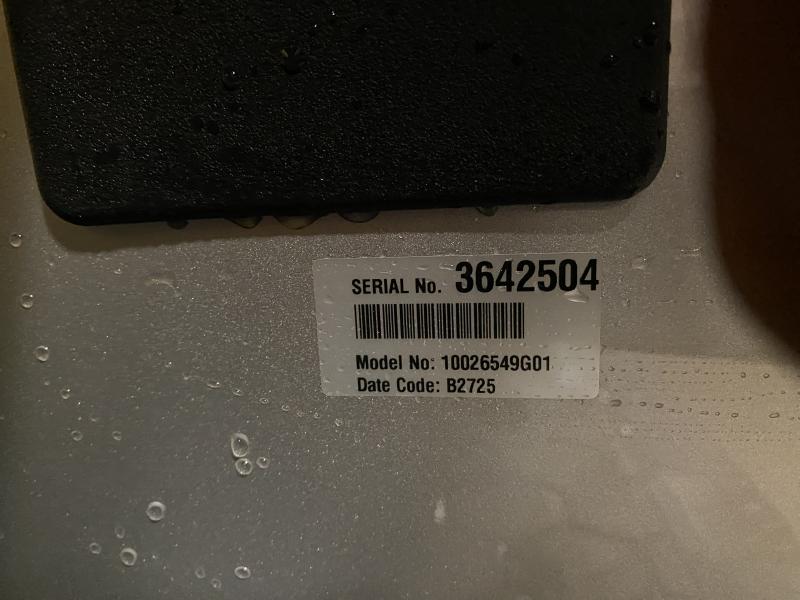 SERIAL No. 3642504
Model No: 10026549G01
Date Code: B2725